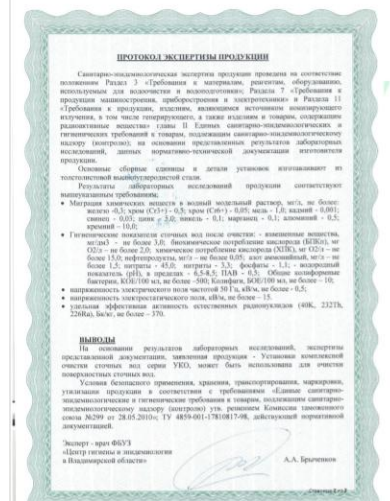 ПРОТОКОЛ ЭКСПЕРТИЗЫ ПРОДУКЦИИ
Санитарно-эпидемиологическая экспертиза продукции проведена на соответствие
положениям Раздел 3 «Требования к материалам, реагентам, оборудованию,
используемым для водоочистки и водоподготовки»; Раздела 7 «Требования к
продукции машиностроения, приборостроения и электротехники» и Раздела 11
«Требования к продукции, изделиям, являющимся источником ионизирующего
излучения, в том числе генерирующего, а также изделиям и товарам, содержащим
радиоактивные вещества» главы II Единых санитарно-эпидемиологических и
гигиенических требований к товарам, подлежащим санитарно-эпидемиологическому
надзору (контролю); на основании представленных результатов лабораторных
исследований, данных нормативно-технической документации изготовителя
продукции.
Основные сборные единицы и детали установок изготавливают из
толстолистовой стали.
Результаты лабораторных исследований продукции соответствуют
вышеуказанным требованиям:
• Миграция химических веществ в водный модельный раствор, мг/л, не более:
железо -0,3; хром (Cr3+) - 0,5; хром (Cr6+) - 0,05; медь - 1,0; кадмий - 0,001;
свинец - 0,03; цинк - 5,0; никель - 0,1; марганец - 0,1; алюминий - 0,5;
кремний – 10,0;
• Гигиенические показатели сточных вод после очистки: - взвешенные вещества,
мг/дм3 - не более 3,0; биохимическое потребление кислорода (БПКп), мг
О2/л – не более 2,0; химическое потребление кислорода (ХПК), мг О2/л – не
более 15,0; нефтепродукты, мг/л – не более 0,05; азот аммонийный, мг/л – не
более 1,5; нитраты - 45,0; нитриты - 3,3; фосфаты - 1,1; - водородный
показатель (рН), в пределах - 6,5-8,5; ПАВ - 0,5; Общие колиформные
бактерии, КОЕ/100 мл, не более -500; Колифаги, БОЕ/100 мл, не более – 10;
• напряженность электрического поля частотой 50 Гц, кВ/м, не более - 0,5;
• напряженность электростатического поля, кВ/м, не более – 15.
• удельная эффективная активность естественных радионуклидов (40K, 232Th,
226Ra), Бк/кг, не более – 370.
ВЫВОДЫ
На основании результатов лабораторных исследований, экспертизы
представленной документации, заявленная продукция - Установки комплексной
очистки сточных вод серии УКО, может быть использована для очистки
поверхностных сточных вод.
Условия безопасного применения, хранения, транспортирования, маркировки,
утилизации продукции в соответствии с требованиями «Единые санитарно-
эпидемиологические и гигиенические требования к товарам, подлежащим санитарно-
эпидемиологическому надзору (контролю) утв. решением Комиссии таможенного
союза №299 от 28.05.2010г.; ТУ 4859-001-17810817-98, действующей нормативной
документацией.
Эксперт - врач ФБУЗ
«Центр гигиены и эпидемиологии
в Владимирской области»
А.А. Брыченков